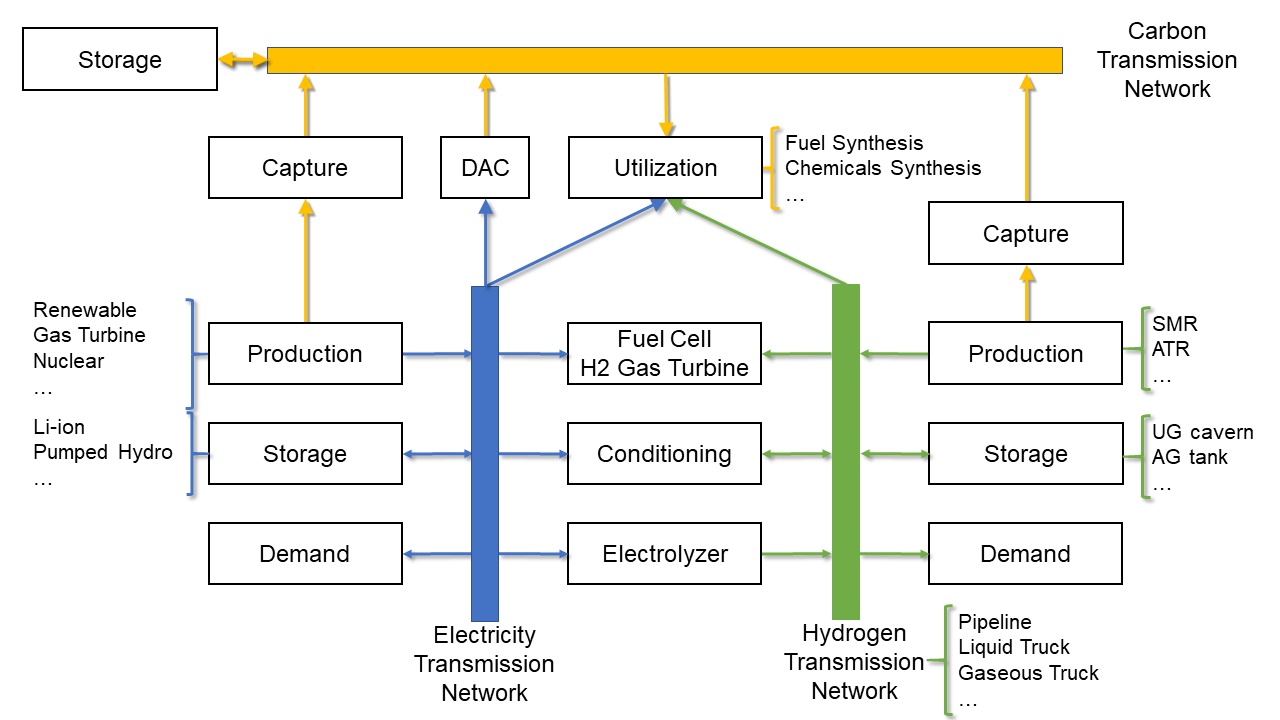 Storage
Carbon
Transmission
Network
Capture
DAC
Utilization
Fuel Synthesis
Chemicals Synthesis
…
Capture
Renewable
Gas Turbine
Nuclear
…
Production
Fuel Cell
H2 Gas Turbine
Production
SMR
ATR
…
Li-ion
Pumped Hydro
…
Storage
Conditioning
Storage
UG cavern
AG tank
…
Demand
Electrolyzer
Demand
Electricity
Transmission
Network
Hydrogen
Transmission
Network
Pipeline
Liquid Truck
Gaseous Truck
…